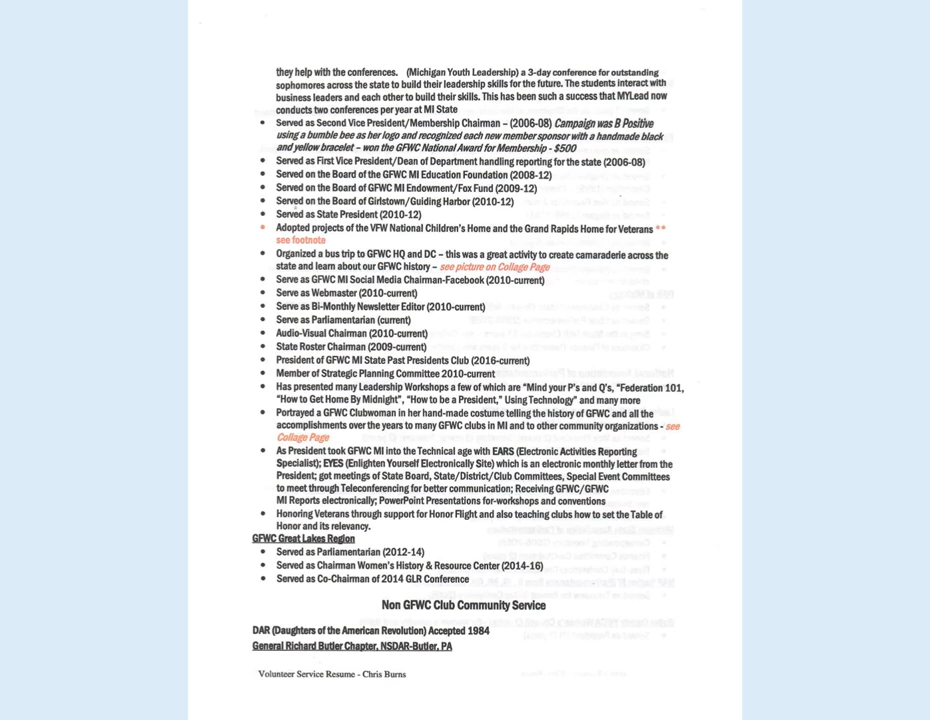 they help with the conferences. (Michigan Youth Leadership) a 3-day conference for outstanding
sophomores across the state to build their leadership skills for the future. The students interact with
business leaders and each other to build their skills. This has been such a success that MYLead now
conducts two conferences per year at MI State
• Served as Second Vice President/Membership Chairman – (2006-08) Campaign was B Positive
using a bumble bee as her logo and recognized each new member sponsor with a handmade black
and yellow bracelet – won the GFWC National Award for Membership - $500
• Served as First Vice President/Dean of Department handling reporting for the state (2006-08)
• Served on the Board of the GFWC MI Education Foundation (2008-12)
• Served on the Board of GFWC MI Endowment/Fox Fund (2009-12)
• Served on the Board of Girlstown/Guiding Harbor (2010-12)
• Served as State President (2010-12)
• Adopted projects of the VFW National Children's Home and the Grand Rapids Home for Veterans **
see footnote
• Organized a bus trip to GFWC HQ and DC – this was a great activity to create camaraderie across the
state and learn about our GFWC history – see picture on Collage Page
• Serve as GFWC MI Social Media Chairman-Facebook (2010-current)
• Serve as Webmaster (2010-current)
• Serve as Bi-Monthly Newsletter Editor (2010-current)
• Serve as Parliamentarian (current)
• Audio-Visual Chairman (2010-current)
• State Roster Chairman (2009-current)
• President of GFWC MI State Past Presidents Club (2016-current)
• Member of Strategic Planning Committee 2010-current
• Has presented many Leadership Workshops a few of which are "Mind your P's and Q's, "Federation 101,
"How to Get Home By Midnight", "How to be a President," Using Technology" and many more
• Portrayed a GFWC Clubwoman in her hand-made costume telling the history of GFWC and all the
accomplishments over the years to many GFWC clubs in MI and to other community organizations - see
Collage Page
• As President took GFWC MI into the Technical age with EARS (Electronic Activities Reporting
Specialist); EYES (Enlighten Yourself Electronically Site) which is an electronic monthly letter from the
President; got meetings of State Board, State/District/Club Committees, Special Event Committees
to meet through Teleconferencing for better communication; Receiving GFWC/GFWC
MI Reports electronically; PowerPoint Presentations for-workshops and conventions
• Honoring Veterans through support for Honor Flight and also teaching clubs how to set the Table of
Honor and its relevancy.
GFWC Great Lakes Region
• Served as Parliamentarian (2012-14)
• Served as Chairman Women's History & Resource Center (2014-16)
• Served as Co-Chairman of 2014 GLR Conference
Non GFWC Club Community Service
DAR (Daughters of the American Revolution) Accepted 1984
General Richard Butler Chapter, NSDAR-Butler, PA
Volunteer Service Resume - Chris Burns